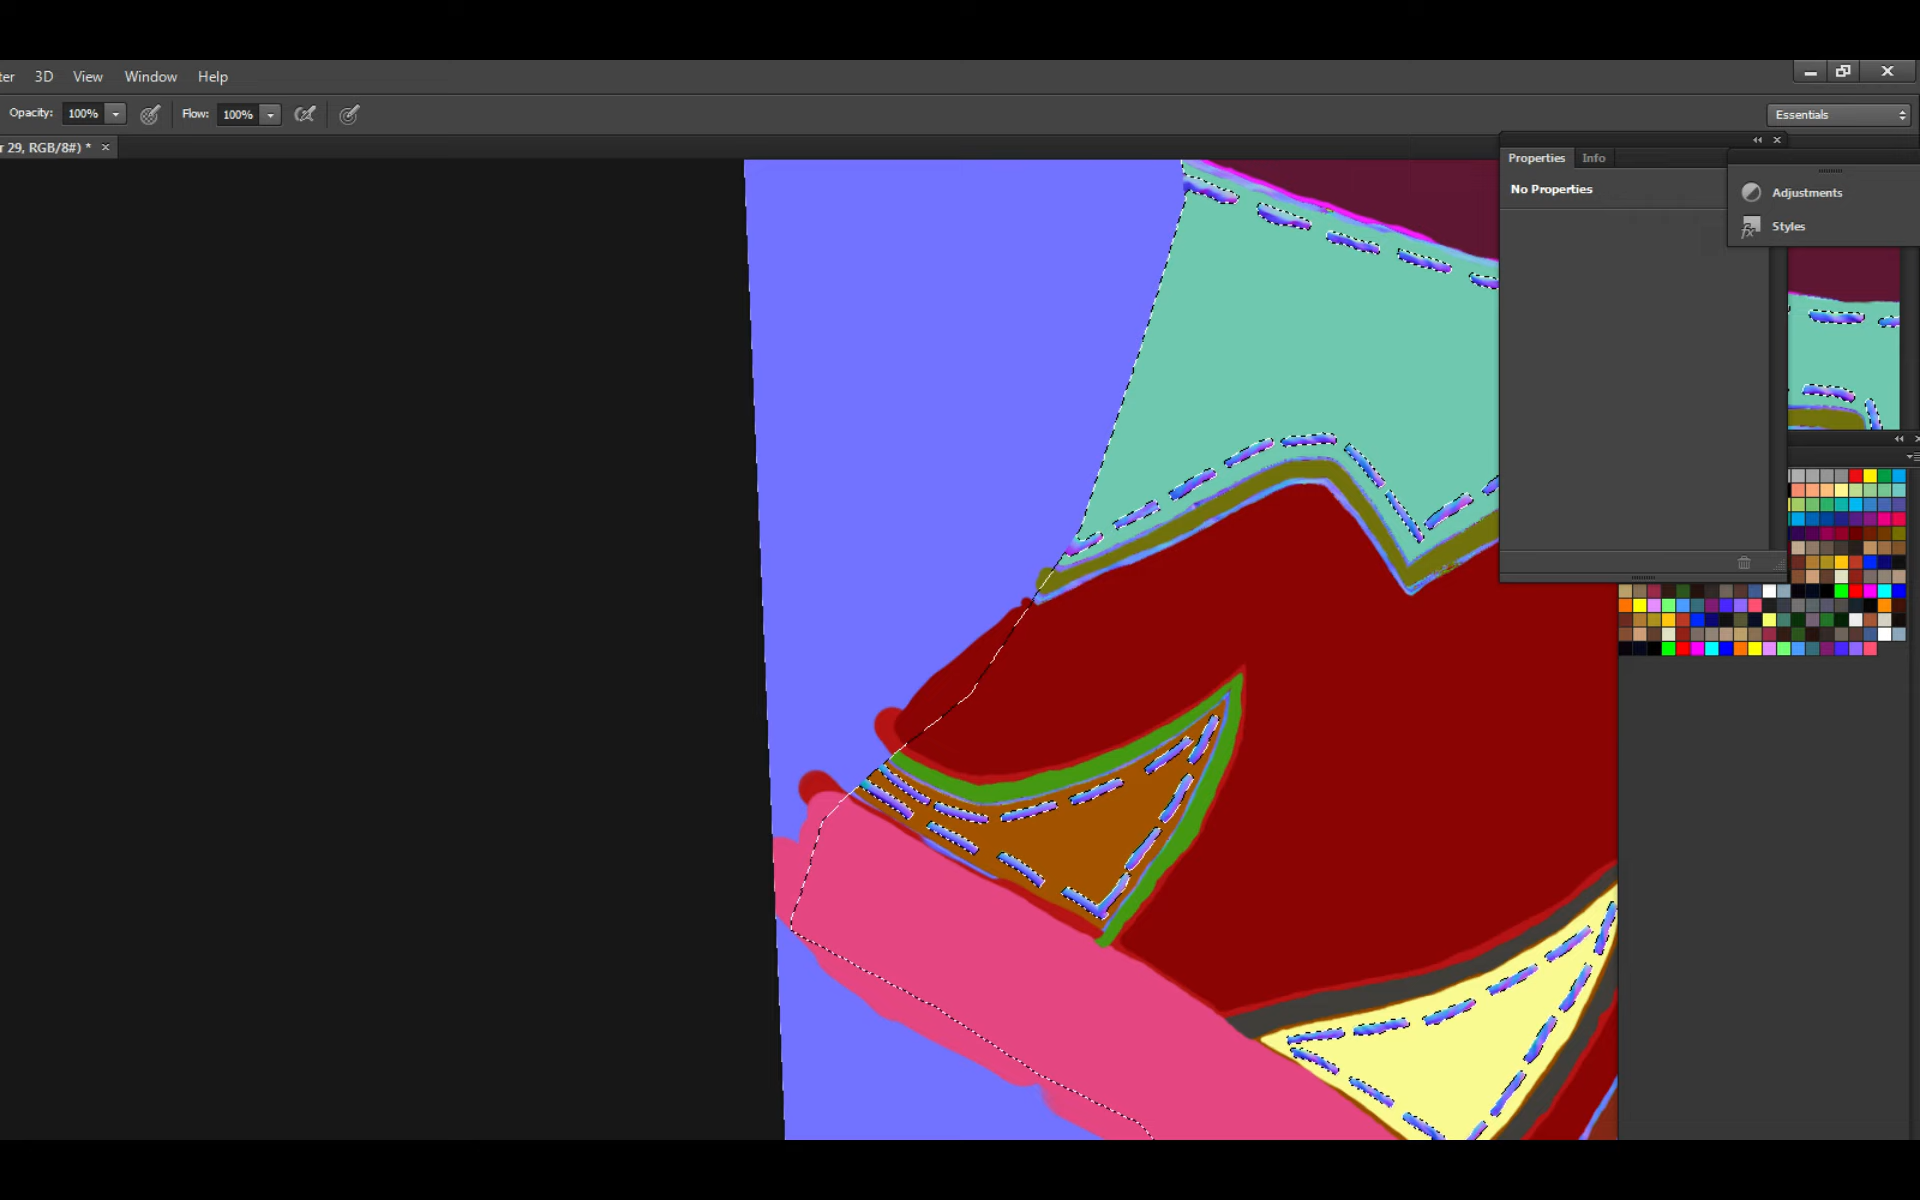 ter 3D View Window Help
Opacity: 100% Flow: 100% Essentials
r 29, RGB/8#) * ×
Properties Info
No Properties
Adjustments
Styles